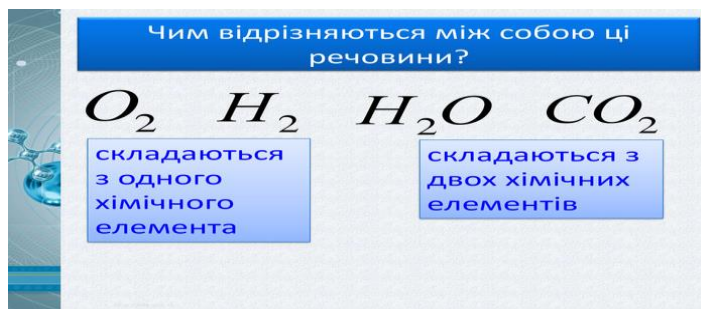 Чим відрізняються між собою ці
речовини?
O₂ H₂ H₂O CO₂
складаються
з одного
хімічного
елемента
складаються з
двох хімічних
елементів